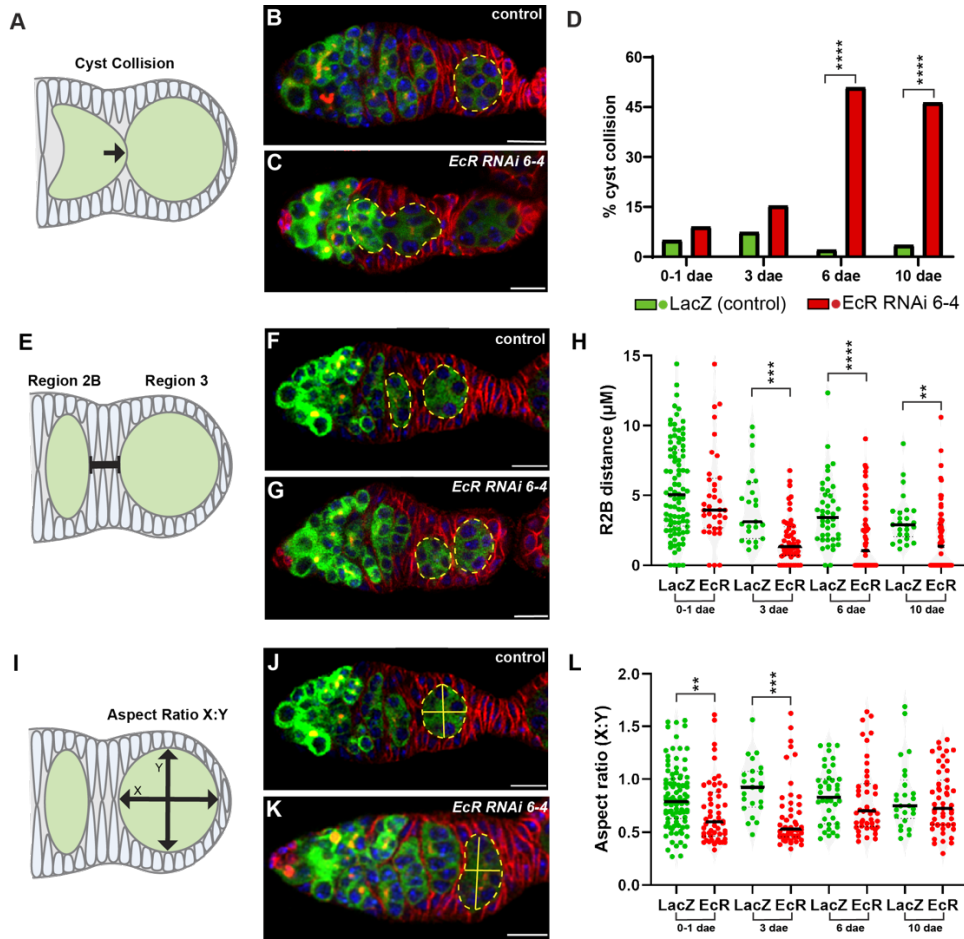 A
Cyst Collision
B
control
C
EcR RNAi 6-4
D
% cyst collision
60
45
30
15
0
****
****
0-1 dae
3 dae
6 dae
10 dae
LacZ (control)
EcR RNAi 6-4
E
Region 2B
Region 3
F
control
G
EcR RNAi 6-4
H
R2B distance (µM)
15
10
5
0
***
****
**
LacZ EcR LacZ EcR LacZ EcR LacZ EcR
0-1 dae
3 dae
6 dae
10 dae
I
Aspect Ratio X:Y
Y
X
J
control
K
EcR RNAi 6-4
L
Aspect ratio (X:Y)
2.0
1.5
1.0
0.5
0.0
**
***
LacZ EcR LacZ EcR LacZ EcR LacZ EcR
0-1 dae
3 dae
6 dae
10 dae